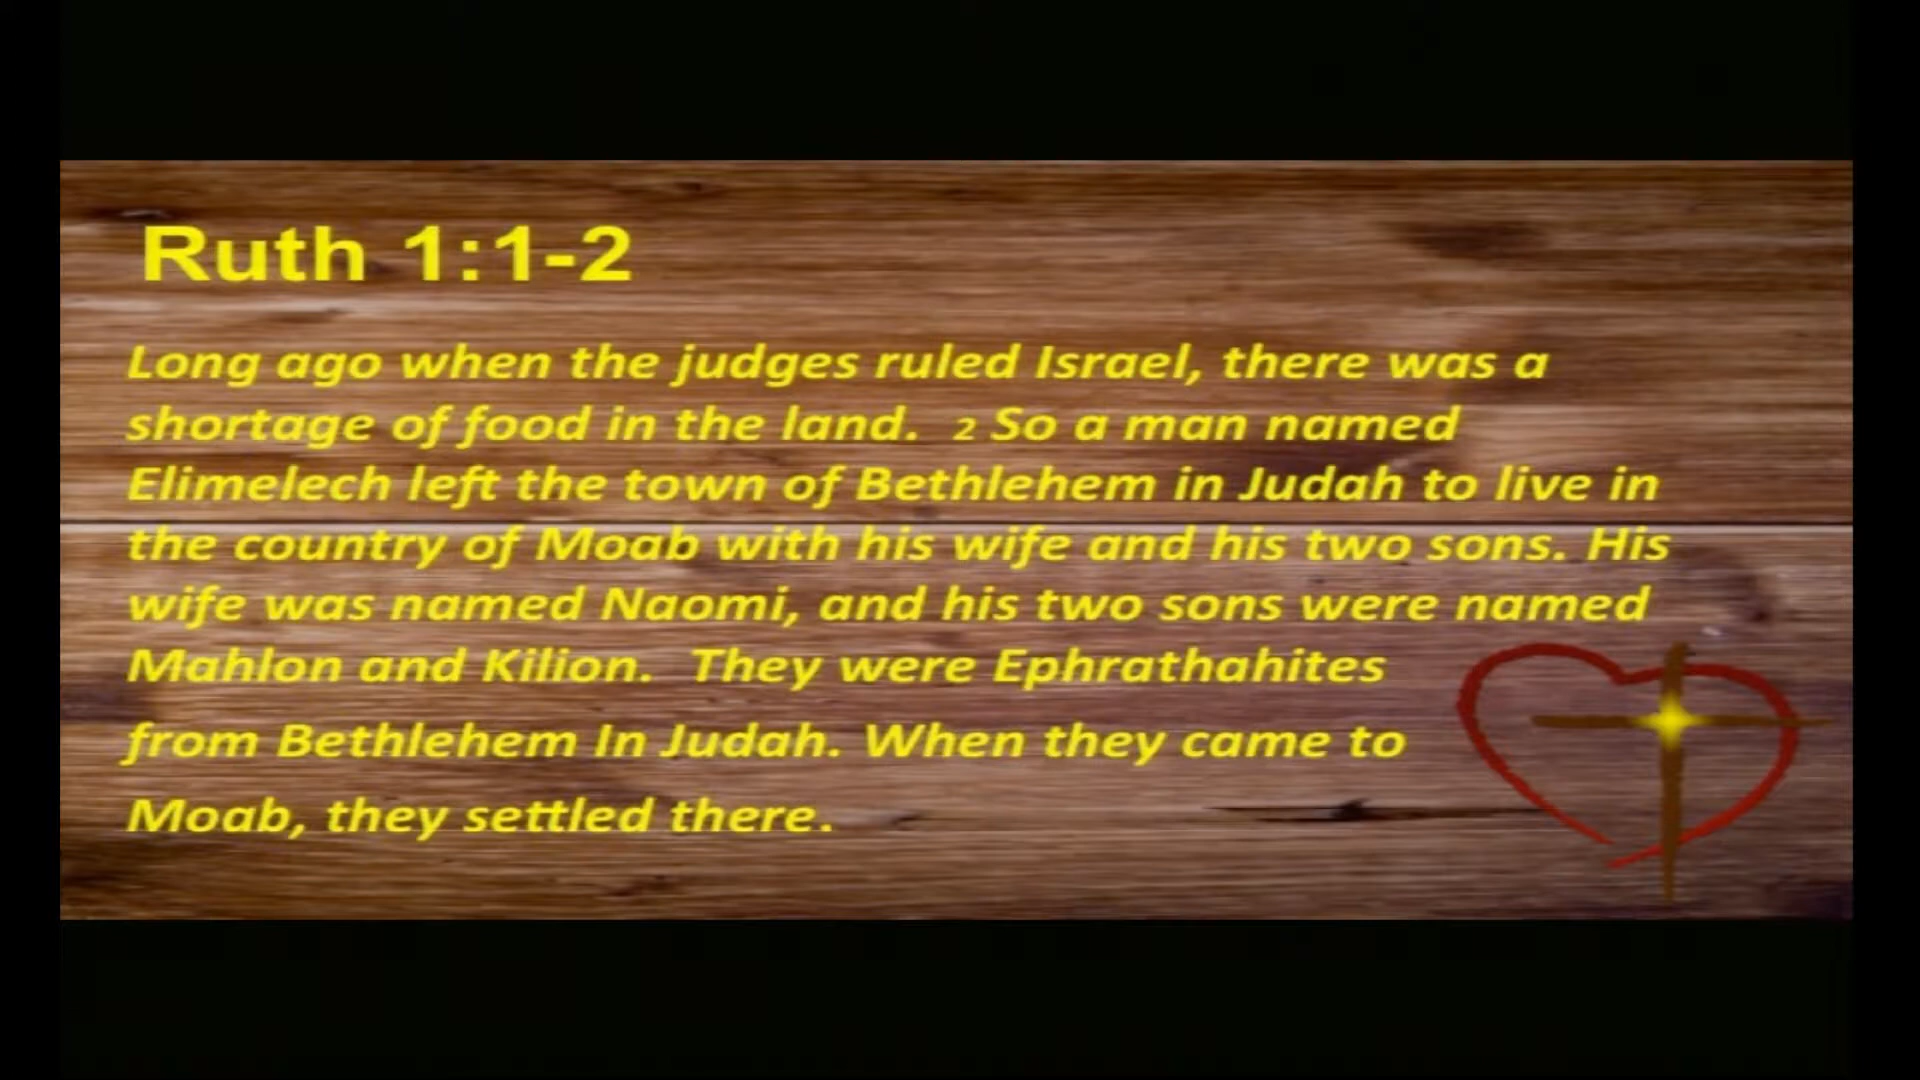 Ruth 1:1-2
Long ago when the judges ruled Israel, there was a
shortage of food in the land. 2 So a man named
Elimelech left the town of Bethlehem in Judah to live in
the country of Moab with his wife and his two sons. His
wife was named Naomi, and his two sons were named
Mahlon and Kilion. They were Ephrathahites
from Bethlehem In Judah. When they came to
Moab, they settled there.